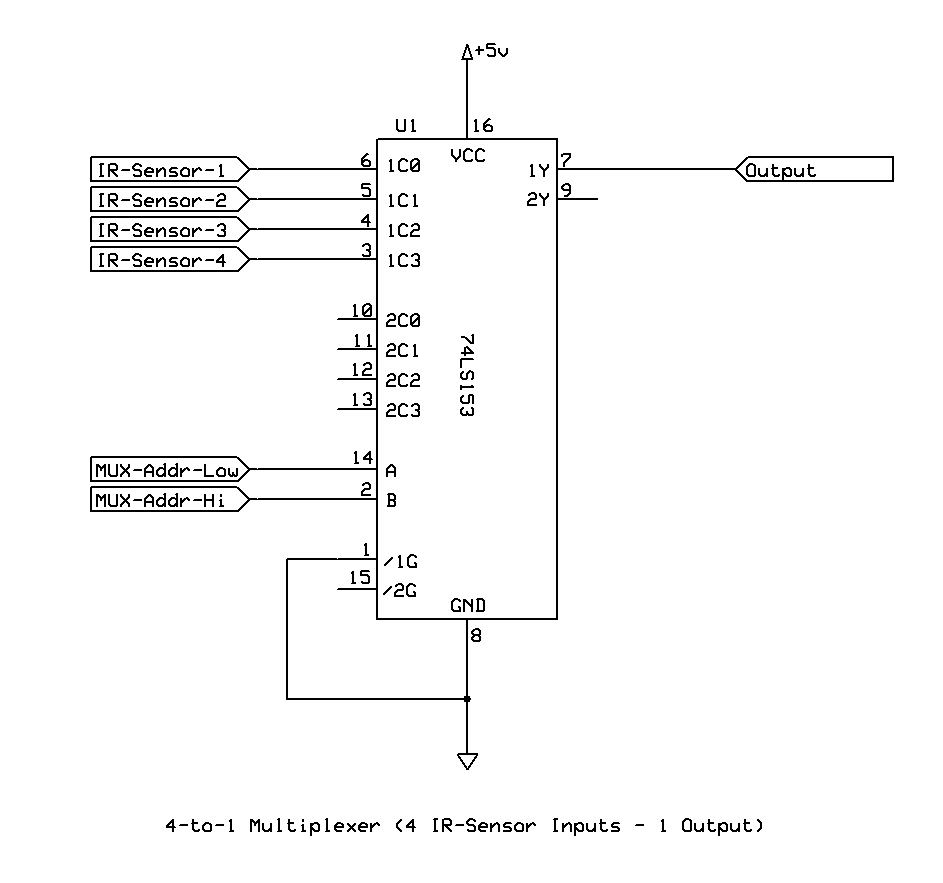 +5v
U1
16
VCC
IR-Sensor-1
6
1C0
1Y
7
Output
IR-Sensor-2
5
1C1
2Y
9
IR-Sensor-3
4
1C2
IR-Sensor-4
3
1C3
10
2C0
11
2C1
12
2C2
13
2C3
74LS153
MUX-Addr-Low
14
A
MUX-Addr-Hi
2
B
1
/1G
15
/2G
GND
8
4-to-1 Multiplexer (4 IR-Sensor Inputs - 1 Output)